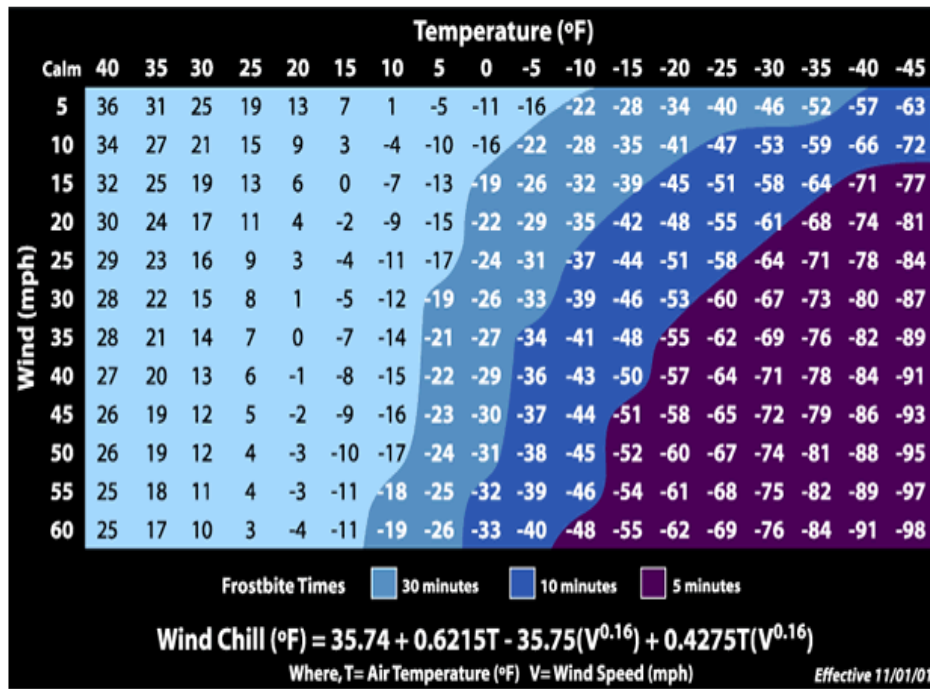 Temperature (ºF)
Calm 40 35 30 25 20 15 10 5 0 -5 -10 -15 -20 -25 -30 -35 -40 -45
5 36 31 25 19 13 7 1 -5 -11 -16 -22 -28 -34 -40 -46 -52 -57 -63
10 34 27 21 15 9 3 -4 -10 -16 -22 -28 -35 -41 -47 -53 -59 -66 -72
15 32 25 19 13 6 0 -7 -13 -19 -26 -32 -39 -45 -51 -58 -64 -71 -77
20 30 24 17 11 4 -2 -9 -15 -22 -29 -35 -42 -48 -55 -61 -68 -74 -81
25 29 23 16 9 3 -4 -11 -17 -24 -31 -37 -44 -51 -58 -64 -71 -78 -84
30 28 22 15 8 1 -5 -12 -19 -26 -33 -39 -46 -53 -60 -67 -73 -80 -87
35 28 21 14 7 0 -7 -14 -21 -27 -34 -41 -48 -55 -62 -69 -76 -82 -89
40 27 20 13 6 -1 -8 -15 -22 -29 -36 -43 -50 -57 -64 -71 -78 -84 -91
45 26 19 12 5 -2 -9 -16 -23 -30 -37 -44 -51 -58 -65 -72 -79 -86 -93
50 26 19 12 4 -3 -10 -17 -24 -31 -38 -45 -52 -60 -67 -74 -81 -88 -95
55 25 18 11 4 -3 -11 -18 -25 -32 -39 -46 -54 -61 -68 -75 -82 -89 -97
60 25 17 10 3 -4 -11 -19 -26 -33 -40 -48 -55 -62 -69 -76 -84 -91 -98
Wind (mph)
Frostbite Times 30 minutes 10 minutes 5 minutes
Wind Chill (ºF) = 35.74 + 0.6215T - 35.75(V^0.16) + 0.4275T(V^0.16)
Where, T= Air Temperature (ºF) V= Wind Speed (mph) Effective 11/01/01